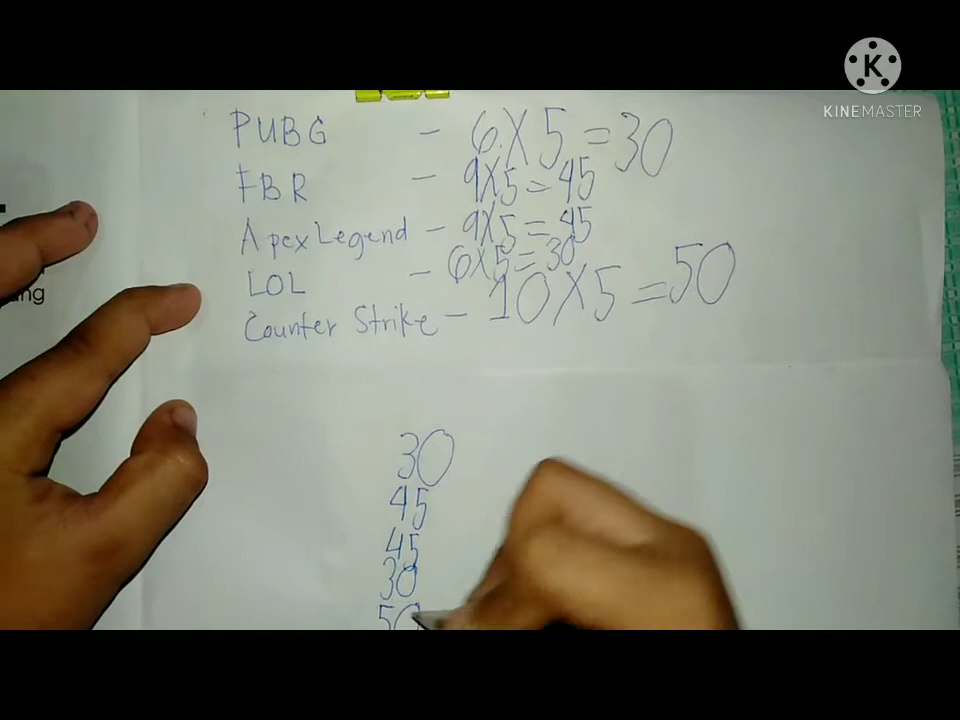 K
KINEMASTER
PUBG - 6X5=30
FBR - 9X5=45
Apex Legend - 9X5=45
LOL - 6X5=30
Counter Strike - 10X5=50
30
45
45
30
50